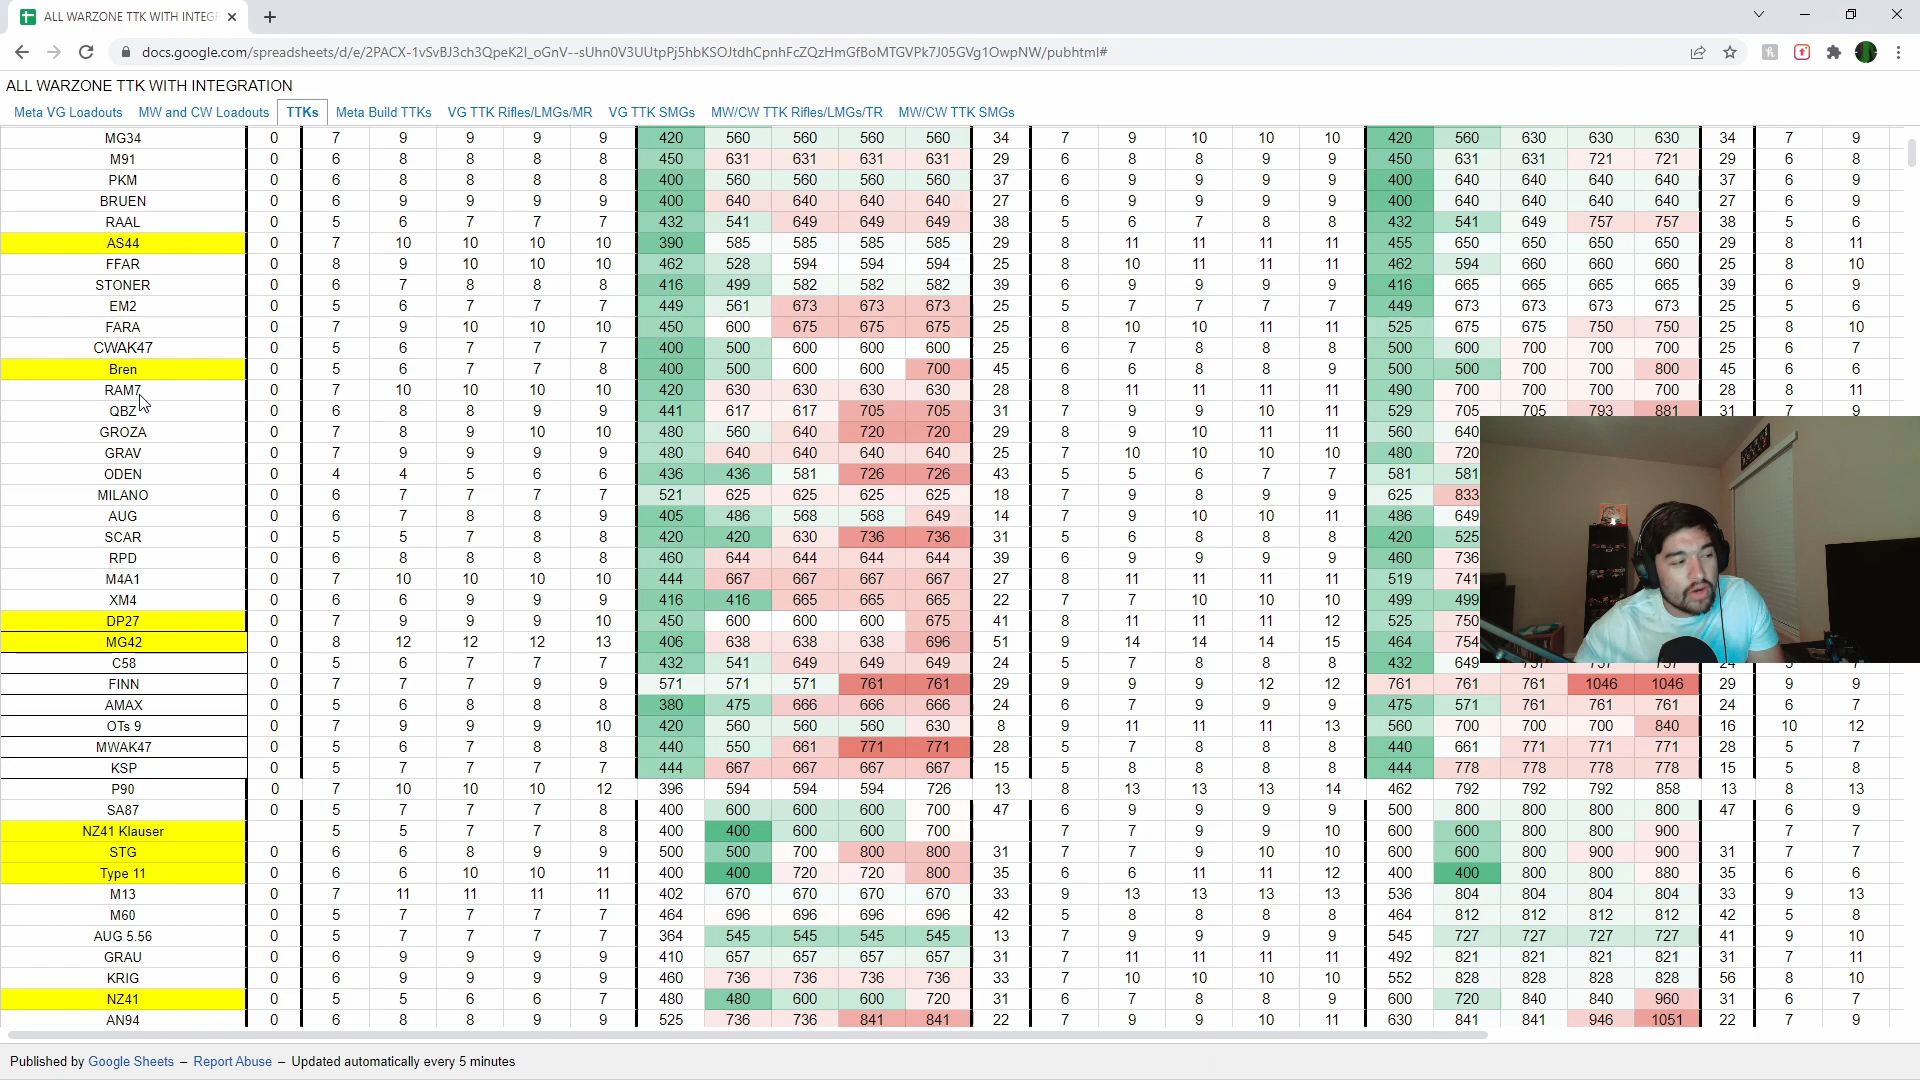 ALL WARZONE TTK WITH INTEGR
docs.google.com/spreadsheets/d/e/2PACX-1vSvBJ3ch3QpeK2I_oGnV--sUhn0V3UUtpPj5hbKSOJtdhCpnhFcZQzHmGfBoMTGVPk7J05GVg1OwpNW/pubhtml#
ALL WARZONE TTK WITH INTEGRATION
Meta VG Loadouts MW and CW Loadouts TTKs Meta Build TTKs VG TTK Rifles/LMGs/MR VG TTK SMGs MW/CW TTK Rifles/LMGs/TR MW/CW TTK SMGs
MG34 0 7 9 9 9 9 420 560 560 560 560 34 7 9 10 10 10 420 560 630 630 630 34 7 9
M91 0 6 8 8 8 8 450 631 631 631 631 29 6 8 8 9 9 450 631 631 721 721 29 6 8
PKM 0 6 8 8 8 8 400 560 560 560 560 37 6 9 9 9 9 400 640 640 640 640 37 6 9
BRUEN 0 6 9 9 9 9 400 640 640 640 640 27 6 9 9 9 9 400 640 640 640 640 27 6 9
RAAL 0 5 6 7 7 7 432 541 649 649 649 38 5 6 7 8 8 432 541 649 757 757 38 5 6
AS44 0 7 10 10 10 10 390 585 585 585 585 29 8 11 11 11 11 455 650 650 650 650 29 8 11
FFAR 0 8 9 10 10 10 462 528 594 594 594 25 8 10 11 11 11 462 594 660 660 660 25 8 10
STONER 0 6 7 8 8 8 416 499 582 582 582 39 6 9 9 9 9 416 665 665 665 665 39 6 9
EM2 0 5 6 7 7 7 449 561 673 673 673 25 5 7 7 7 7 449 673 673 673 673 25 5 6
FARA 0 7 9 10 10 10 450 600 675 675 675 25 8 10 10 11 11 525 675 675 750 750 25 8 10
CWAK47 0 5 6 7 7 7 400 500 600 600 600 25 6 7 8 8 8 500 600 700 700 700 25 6 7
Bren 0 5 6 7 7 8 400 500 600 600 700 45 6 6 8 8 9 500 500 700 700 800 45 6 6
RAM7 0 7 10 10 10 10 420 630 630 630 630 28 8 11 11 11 11 490 700 700 700 700 28 8 11
QBZ 0 6 8 8 9 9 441 617 617 705 705 31 7 9 9 10 11 529 705 705 793 881 31 7 9
GROZA 0 7 8 9 10 10 480 560 640 720 720 29 8 9 10 11 11 560 640
GRAV 0 7 9 9 9 9 480 640 640 640 640 25 7 10 10 10 10 480 720
ODEN 0 4 4 5 6 6 436 436 581 726 726 43 5 5 6 7 7 581 581
MILANO 0 6 7 7 7 7 521 625 625 625 625 18 7 9 8 9 9 625 833
AUG 0 6 7 8 8 9 405 486 568 568 649 14 7 9 10 10 11 486 649
SCAR 0 5 5 7 8 8 420 420 630 736 736 31 5 6 8 8 8 420 525
RPD 0 6 8 8 8 8 460 644 644 644 644 39 6 9 9 9 9 460 736
M4A1 0 7 10 10 10 10 444 667 667 667 667 27 8 11 11 11 11 519 741
XM4 0 6 6 9 9 9 416 416 665 665 665 22 7 7 10 10 10 499 499
DP27 0 7 9 9 9 10 450 600 600 600 675 41 8 11 11 11 12 525 750
MG42 0 8 12 12 12 13 406 638 638 638 696 51 9 14 14 14 15 464 754
C58 0 5 6 7 7 7 432 541 649 649 649 24 5 7 8 8 8 432 649
FINN 0 7 7 7 9 9 571 571 571 761 761 29 9 9 9 12 12 761 761 761 1046 1046 29 9 9
AMAX 0 5 6 8 8 8 380 475 666 666 666 24 6 7 9 9 9 475 571 761 761 761 24 6 7
OTs 9 0 7 9 9 9 10 420 560 560 560 630 8 9 11 11 11 13 560 700 700 700 840 16 10 12
MWAK47 0 5 6 7 8 8 440 550 661 771 771 28 5 7 8 8 8 440 661 771 771 771 28 5 7
KSP 0 5 7 7 7 7 444 667 667 667 667 15 5 8 8 8 8 444 778 778 778 778 15 5 8
P90 0 7 10 10 10 12 396 594 594 594 726 13 8 13 13 13 14 462 792 792 792 858 13 8 13
SA87 0 5 7 7 7 8 400 600 600 600 700 47 6 9 9 9 9 500 800 800 800 800 47 6 9
NZ41 Klauser 5 5 7 7 8 400 400 600 600 700 7 7 9 9 10 600 600 800 800 900 7 7
STG 0 6 6 8 9 9 500 500 700 800 800 31 7 7 9 10 10 600 600 800 900 900 31 7 7
Type 11 0 6 6 10 10 11 400 400 720 720 800 35 6 6 11 11 12 400 400 800 800 880 35 6 6
M13 0 7 11 11 11 11 402 670 670 670 670 33 9 13 13 13 13 536 804 804 804 804 33 9 13
M60 0 5 7 7 7 7 464 696 696 696 696 42 5 8 8 8 8 464 812 812 812 812 42 5 8
AUG 5.56 0 5 7 7 7 7 364 545 545 545 545 13 7 9 9 9 9 545 727 727 727 727 41 9 10
GRAU 0 6 9 9 9 9 410 657 657 657 657 31 7 11 11 11 11 492 821 821 821 821 31 7 11
KRIG 0 6 9 9 9 9 460 736 736 736 736 33 7 10 10 10 10 552 828 828 828 828 56 8 10
NZ41 0 5 5 6 6 7 480 480 600 600 720 31 6 7 8 8 9 600 720 840 840 960 31 6 7
AN94 0 6 8 8 9 9 525 736 736 841 841 22 7 9 9 10 11 630 841 841 946 1051 22 7 9
Published by Google Sheets – Report Abuse – Updated automatically every 5 minutes